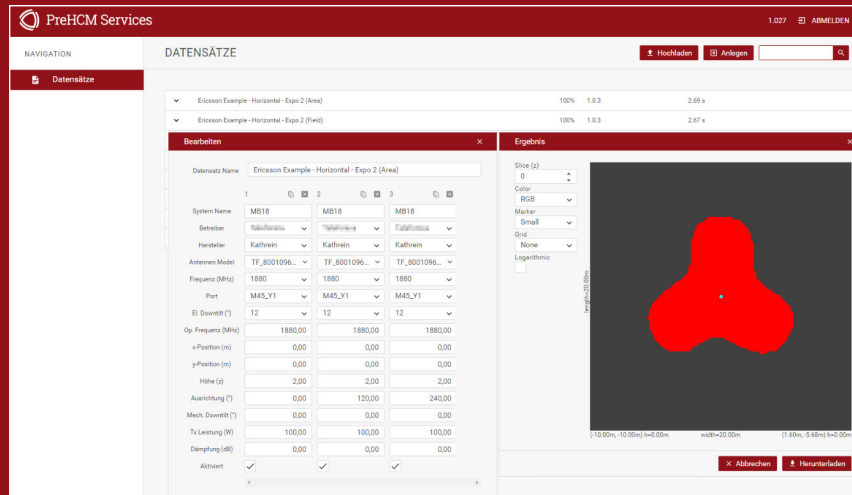 PreHCM Services
1.027 ABMELDEN
NAVIGATION
Datensätze
DATENSÄTZE
Hochladen Anlegen
Ericsson Example - Horizontal - Expo 2 (Area) 100% 1.0.3 2.69 s
Ericsson Example - Horizontal - Expo 2 (Field) 100% 1.0.3 2.67 s
Bearbeiten
Datensatz Name Ericsson Example - Horizontal - Expo 2 (Area)
1 2 3
System Name MB18 MB18 MB18
Betreiber
Hersteller Kathrein Kathrein Kathrein
Antennen Model TF_8001096... TF_8001096... TF_8001096...
Frequenz (MHz) 1880 1880 1880
Port M45_Y1 M45_Y1 M45_Y1
El. Downtilt (°) 12 12 12
Op. Frequenz (MHz) 1880,00 1880,00 1880,00
x-Position (m) 0,00 0,00 0,00
y-Position (m) 0,00 0,00 0,00
Höhe (z) 2,00 2,00 2,00
Ausrichtung (°) 0,00 120,00 240,00
Mech. Downtilt (°) 0,00 0,00 0,00
Tx Leistung (W) 100,00 100,00 100,00
Dämpfung (dB) 0,00 0,00 0,00
Aktiviert
Ergebnis
Slice (z)
0
Color
RGB
Marker
Small
Grid
None
Logarithmic
length=20.00m
(-10.00m, -10.00m) h=0.00m width=20.00m (1.60m, -5.68m) h=0.00m
Abbrechen Herunterladen